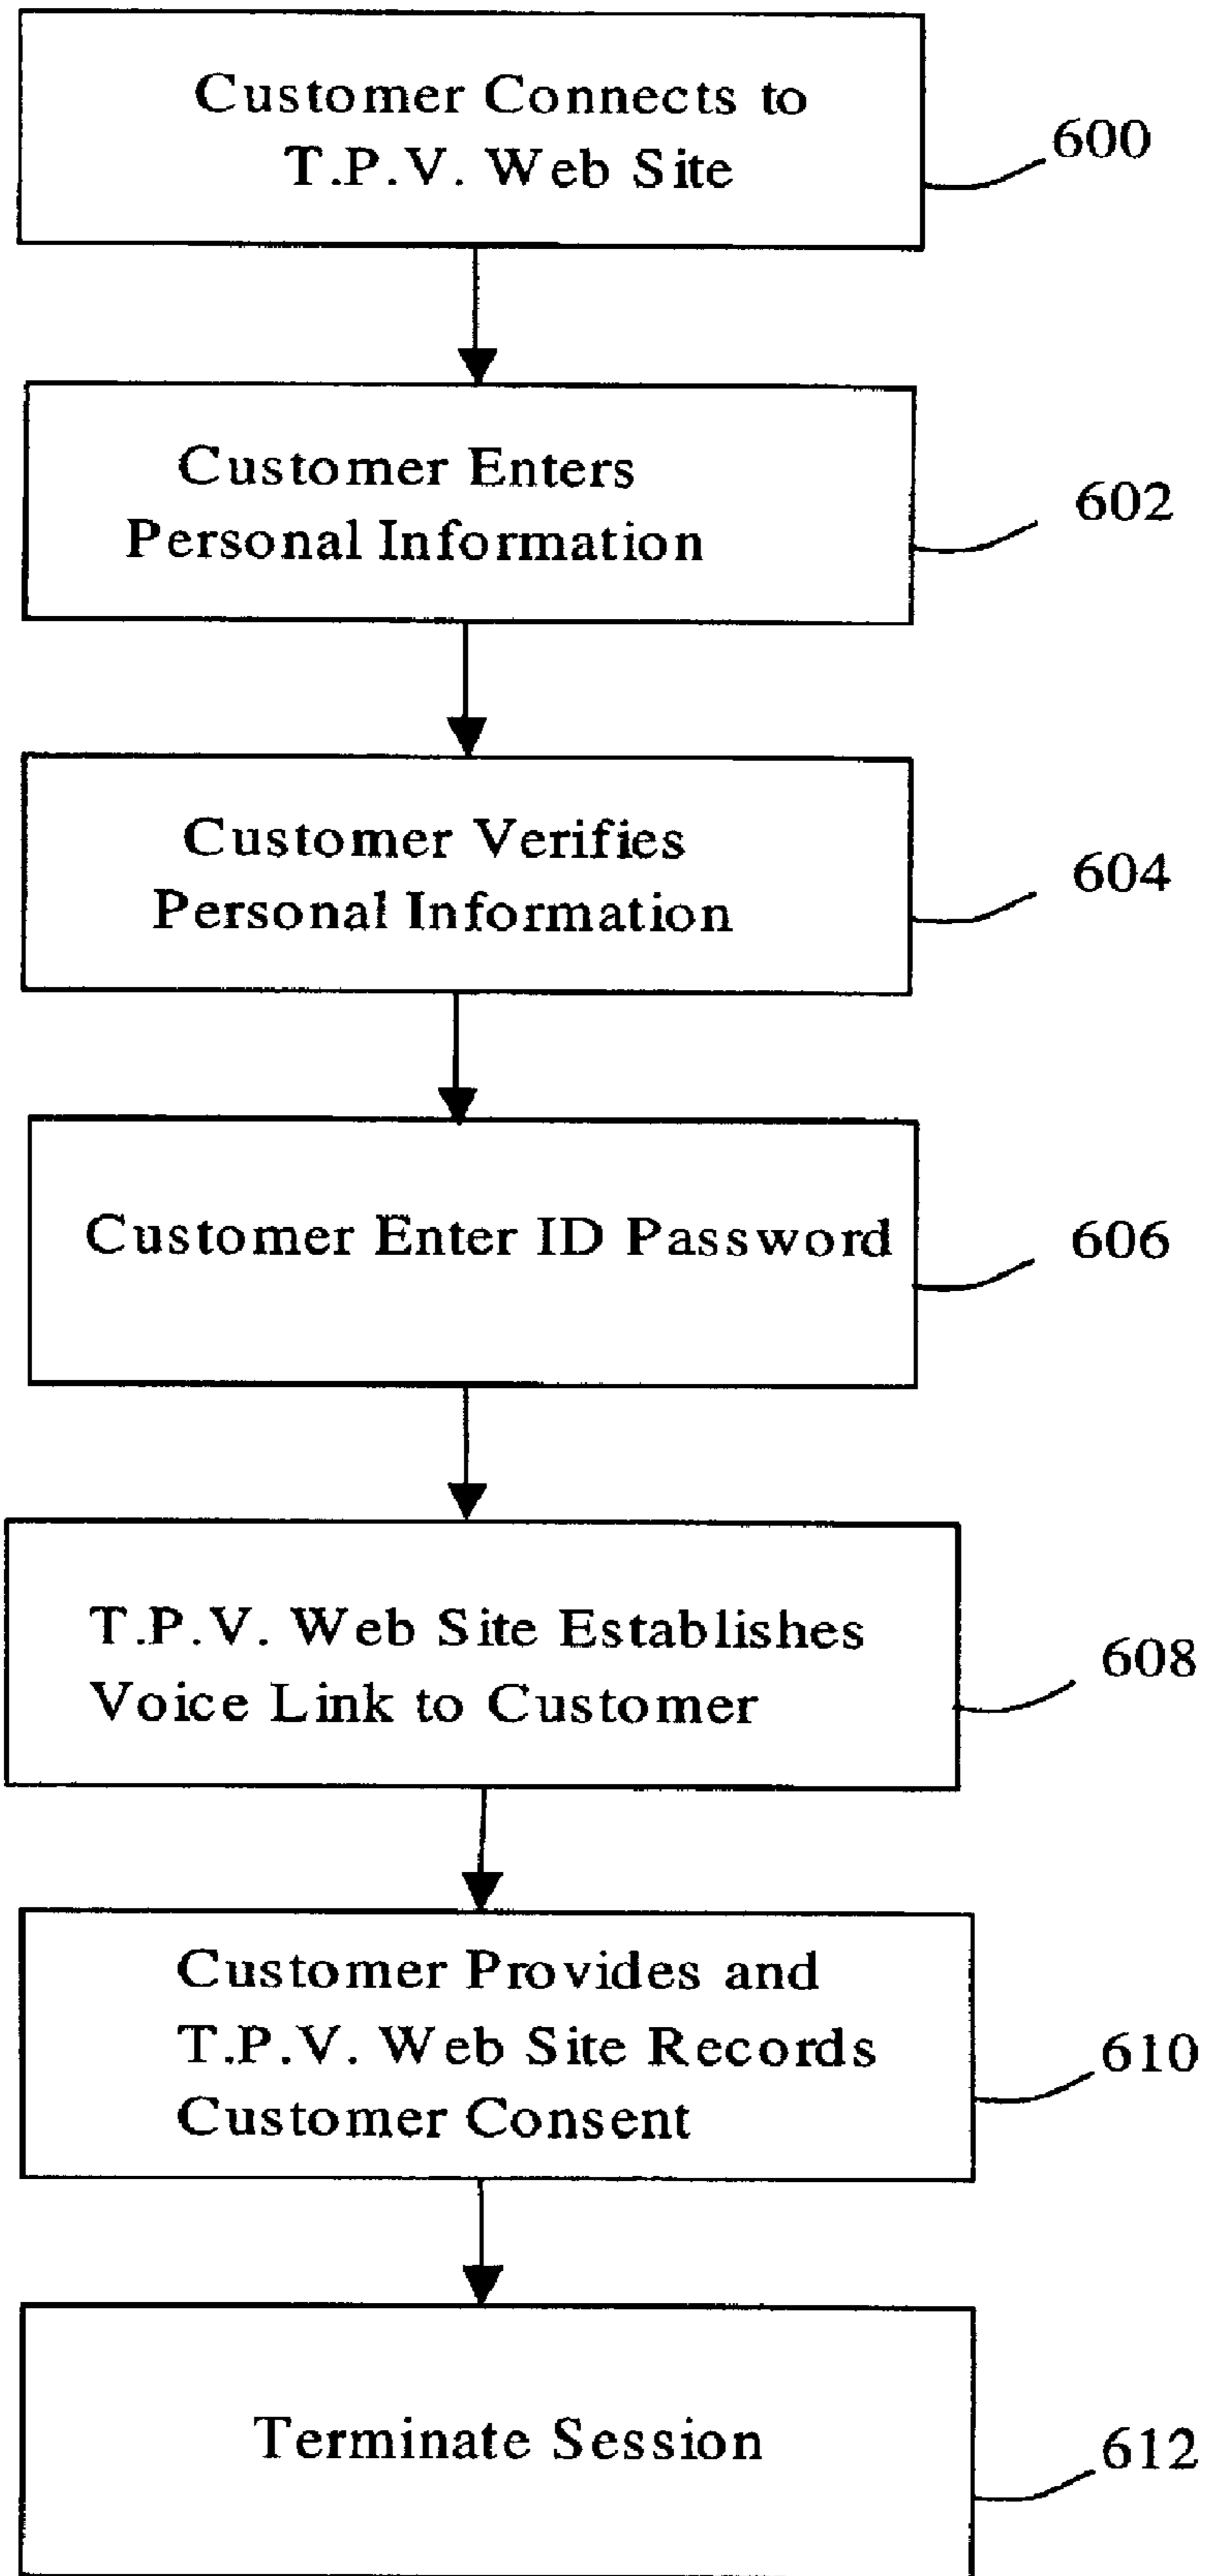 Customer Connects to
T.P.V. Web Site
600
Customer Enters
Personal Information
602
Customer Verifies
Personal Information
604
Customer Enter ID Password
606
T.P.V. Web Site Establishes
Voice Link to Customer
608
Customer Provides and
T.P.V. Web Site Records
Customer Consent
610
Terminate Session
612